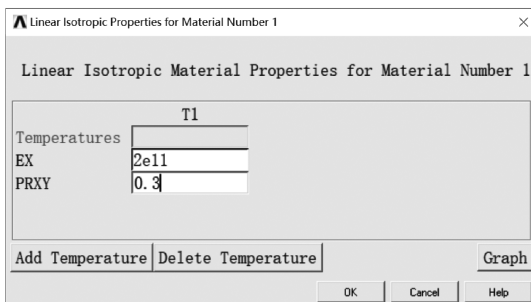 Linear Isotropic Properties for Material Number 1
Linear Isotropic Material Properties for Material Number 1
T1
Temperatures
EX 2e11
PRXY 0.3
Add Temperature Delete Temperature Graph
OK Cancel Help